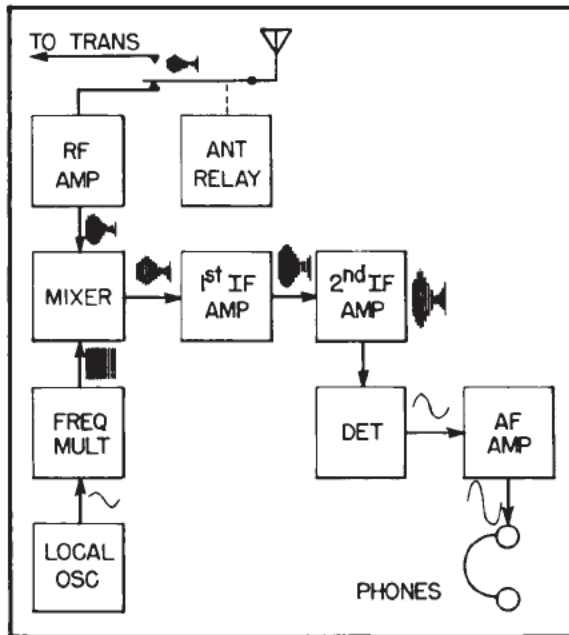 TO TRANS
RF
AMP
ANT
RELAY
MIXER
1st IF
AMP
2nd IF
AMP
FREQ
MULT
DET
AF
AMP
LOCAL
OSC
PHONES